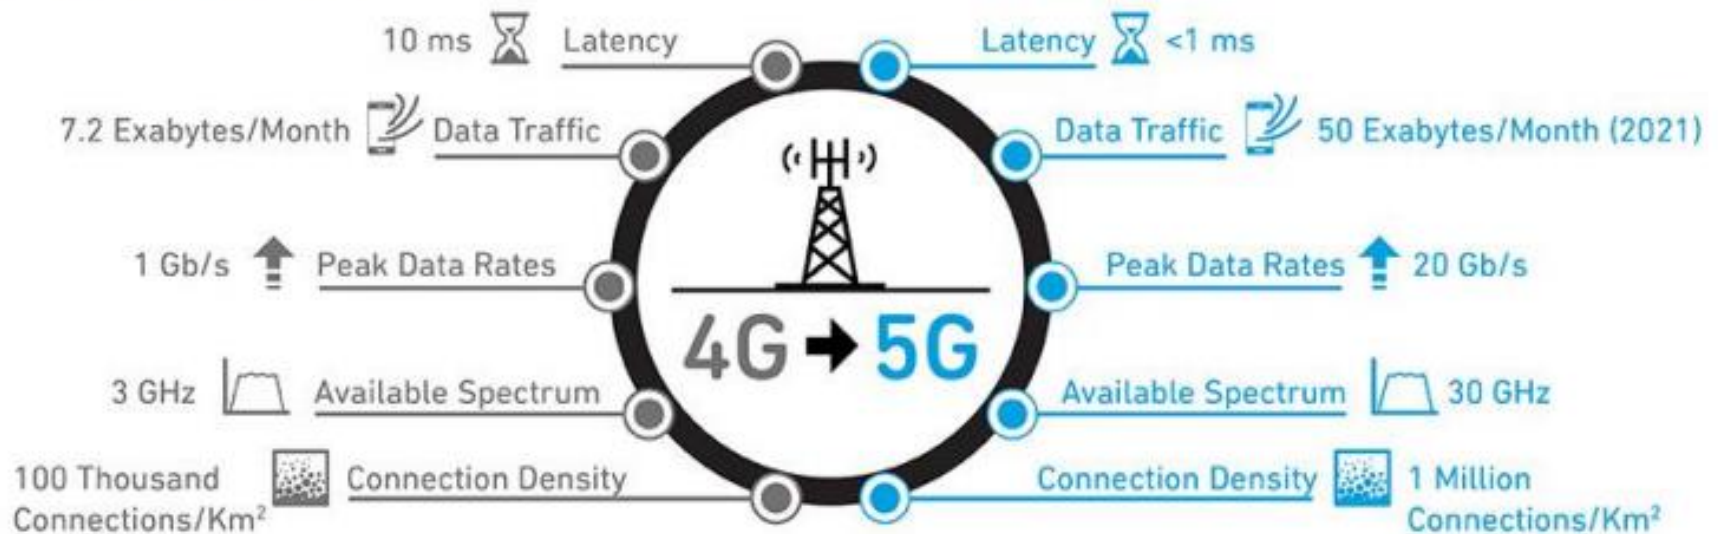 10 ms Latency
7.2 Exabytes/Month Data Traffic
1 Gb/s Peak Data Rates
3 GHz Available Spectrum
100 Thousand Connection Density
Connections/Km²
4G 5G
Latency <1 ms
Data Traffic 50 Exabytes/Month (2021)
Peak Data Rates 20 Gb/s
Available Spectrum 30 GHz
Connection Density 1 Million
Connections/Km²